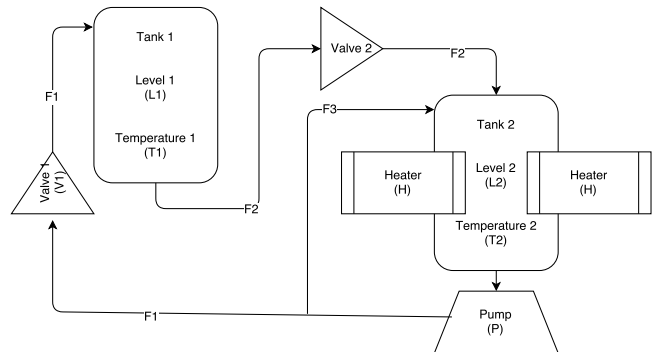 Tank 1
Level 1
(L1)
Temperature 1
(T1)
F1
Valve 1
(V1)
F2
Valve 2
F2
F3
Tank 2
Heater
(H)
Level 2
(L2)
Heater
(H)
Temperature 2
(T2)
F1
Pump
(P)